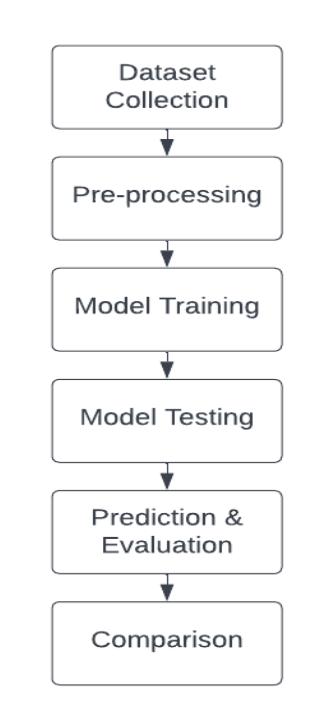 Dataset
Collection
Pre-processing
Model Training
Model Testing
Prediction &
Evaluation
Comparison